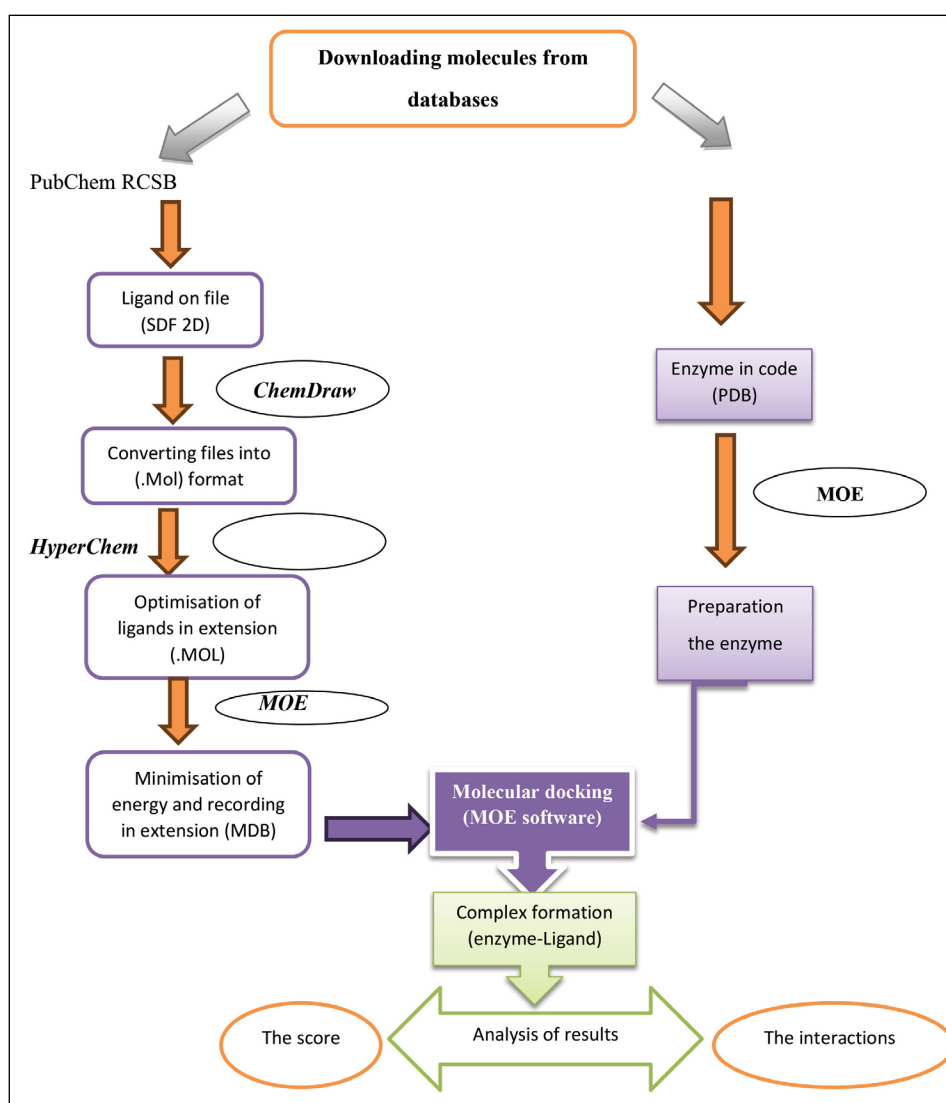 Downloading molecules from
databases
PubChem RCSB
Ligand on file
(SDF 2D)
ChemDraw
Converting files into
(.Mol) format
HyperChem
Optimisation of
ligands in extension
(.MOL)
MOE
Minimisation of
energy and recording
in extension (MDB)
Enzyme in code
(PDB)
MOE
Preparation
the enzyme
Molecular docking
(MOE software)
Complex formation
(enzyme-Ligand)
The score
Analysis of results
The interactions